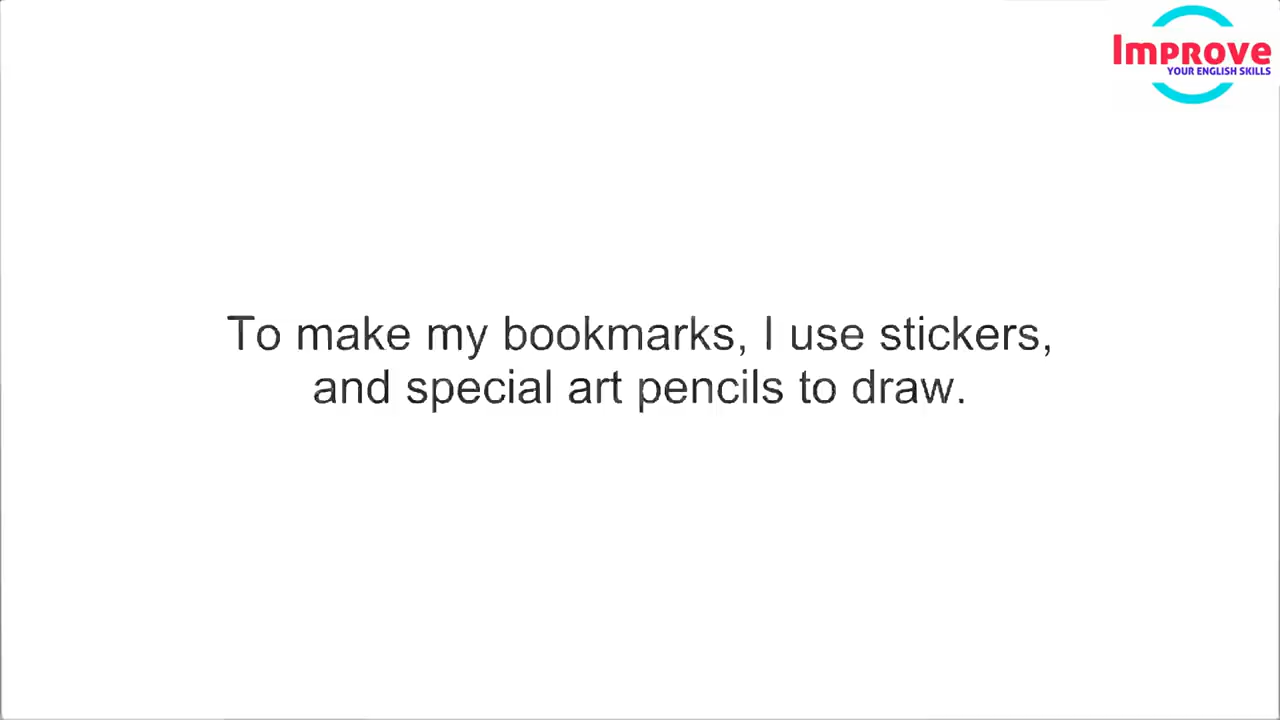 Improve
YOUR ENGLISH SKILLS
To make my bookmarks, I use stickers,
and special art pencils to draw.